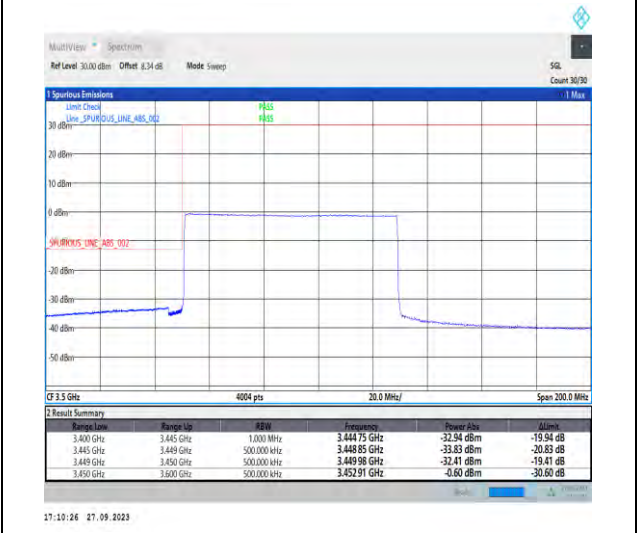 MultiView Spectrum
Ref Level 30.00 dBm Offset 8.34 dB Mode Sweep SGL
Count 30/30
1 Spurious Emissions 1 Max
Limit Check PASS
Line _SPURIOUS_LINE_ABS_002 PASS
30 dBm
20 dBm
10 dBm
0 dBm
_SPURIOUS_LINE_ABS_002
-20 dBm
-30 dBm
-40 dBm
-50 dBm
CF 3.5 GHz 4004 pts 20.0 MHz/ Span 200.0 MHz
2 Result Summary
Range Low Range Up RBW Frequency Power Abs ΔLimit
3.400 GHz 3.445 GHz 1.000 MHz 3.444 75 GHz -32.94 dBm -19.94 dB
3.445 GHz 3.449 GHz 500.000 kHz 3.448 85 GHz -33.83 dBm -20.83 dB
3.449 GHz 3.450 GHz 500.000 kHz 3.449 98 GHz -32.41 dBm -19.41 dB
3.450 GHz 3.600 GHz 500.000 kHz 3.452 91 GHz -0.60 dBm -30.60 dB
17:10:26 27.09.2023